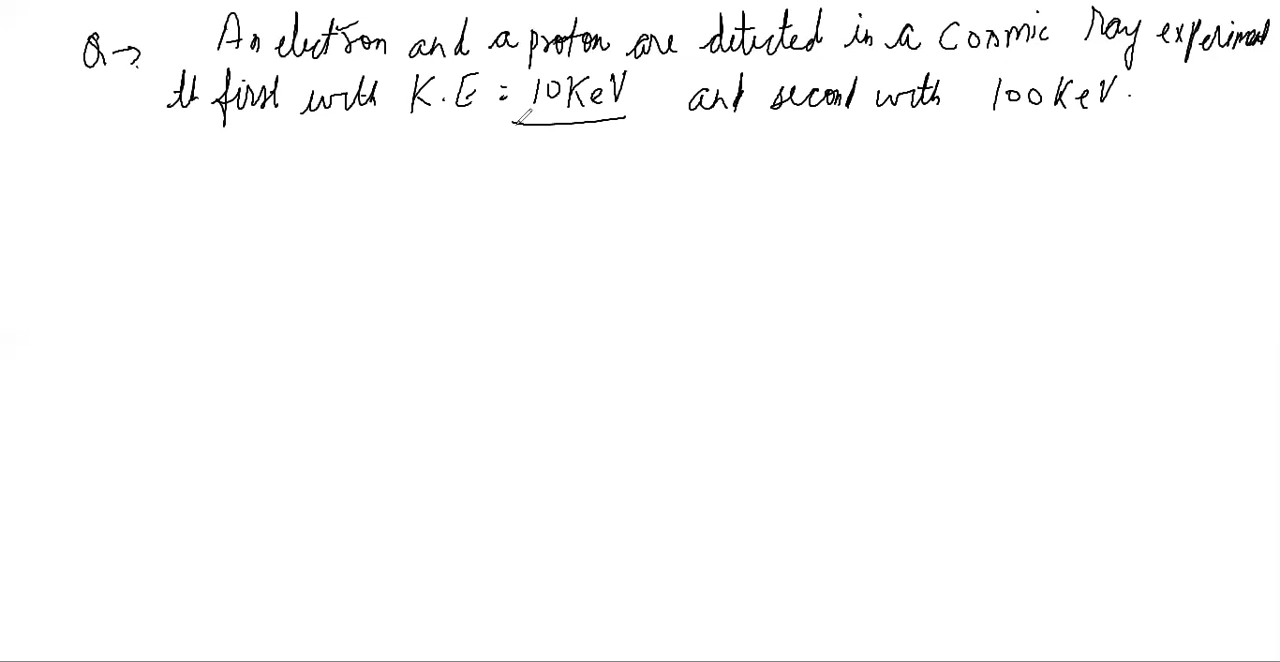 Q → An electron and a proton are detected in a cosmic ray experiment
the first with K.E = 10KeV and second with 100KeV.